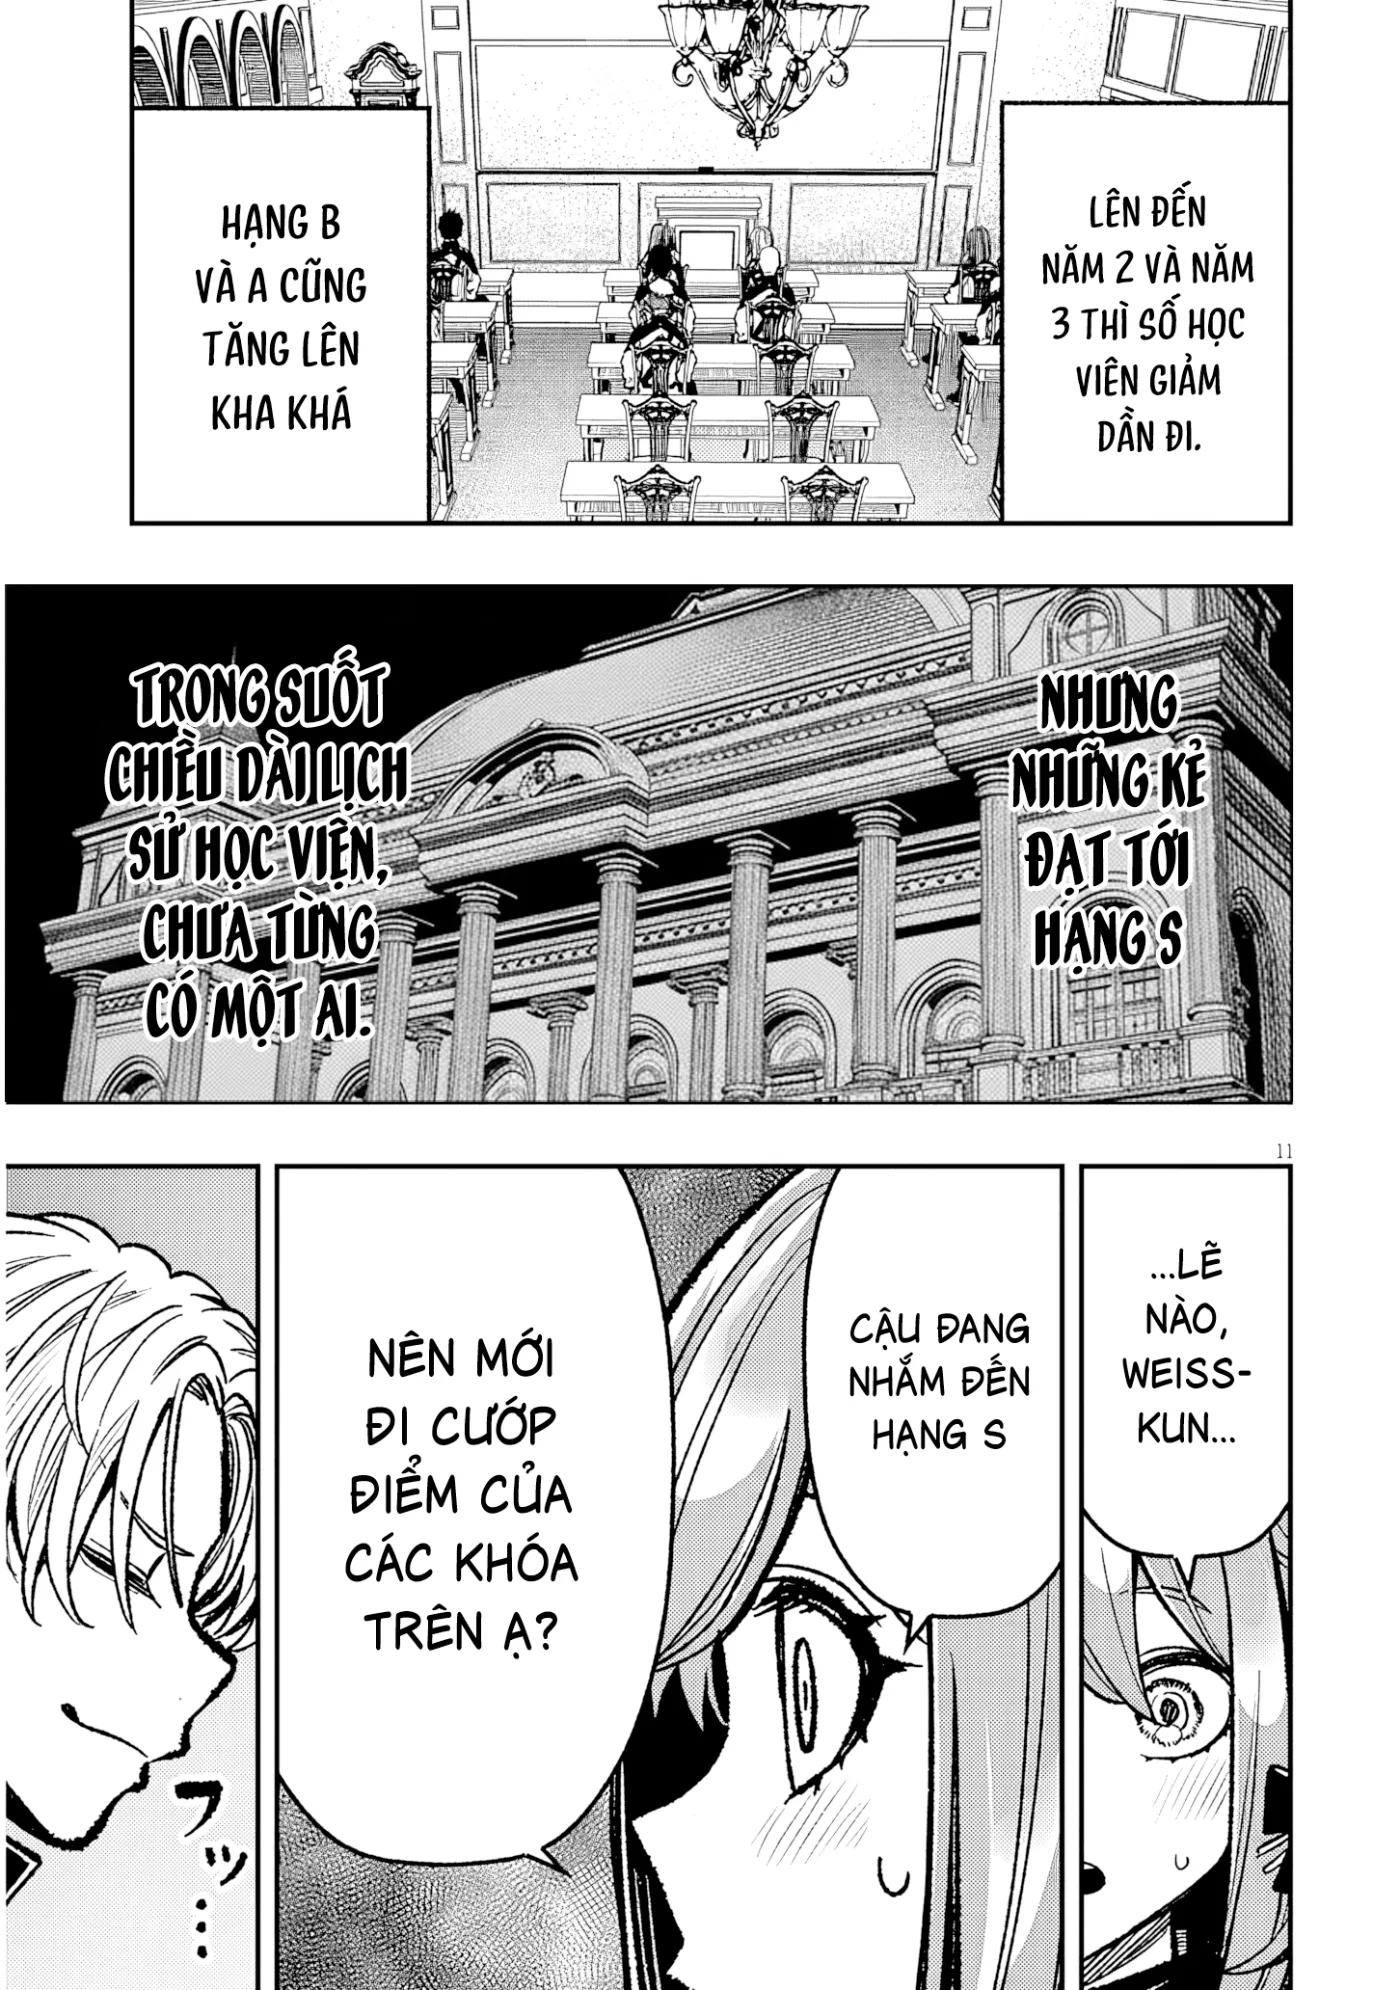 LÊN ĐẾN
NĂM 2 VÀ NĂM
3 THÌ SỐ HỌC
VIÊN GIẢM
DẦN ĐI.
HẠNG B
VÀ A CŨNG
TĂNG LÊN
KHA KHÁ
NHƯNG
NHỮNG KẺ
ĐẠT TỚI
HẠNG S
TRONG SUỐT
CHIỀU DÀI LỊCH
SỬ HỌC VIỆN,
CHƯA TỪNG
CÓ MỘT AI.
11
...LẼ
NÀO,
WEISS-
KUN...
CẬU ĐANG
NHẮM ĐẾN
HẠNG S
NÊN MỚI
ĐI CƯỚP
ĐIỂM CỦA
CÁC KHÓA
TRÊN Ạ?
フッ…